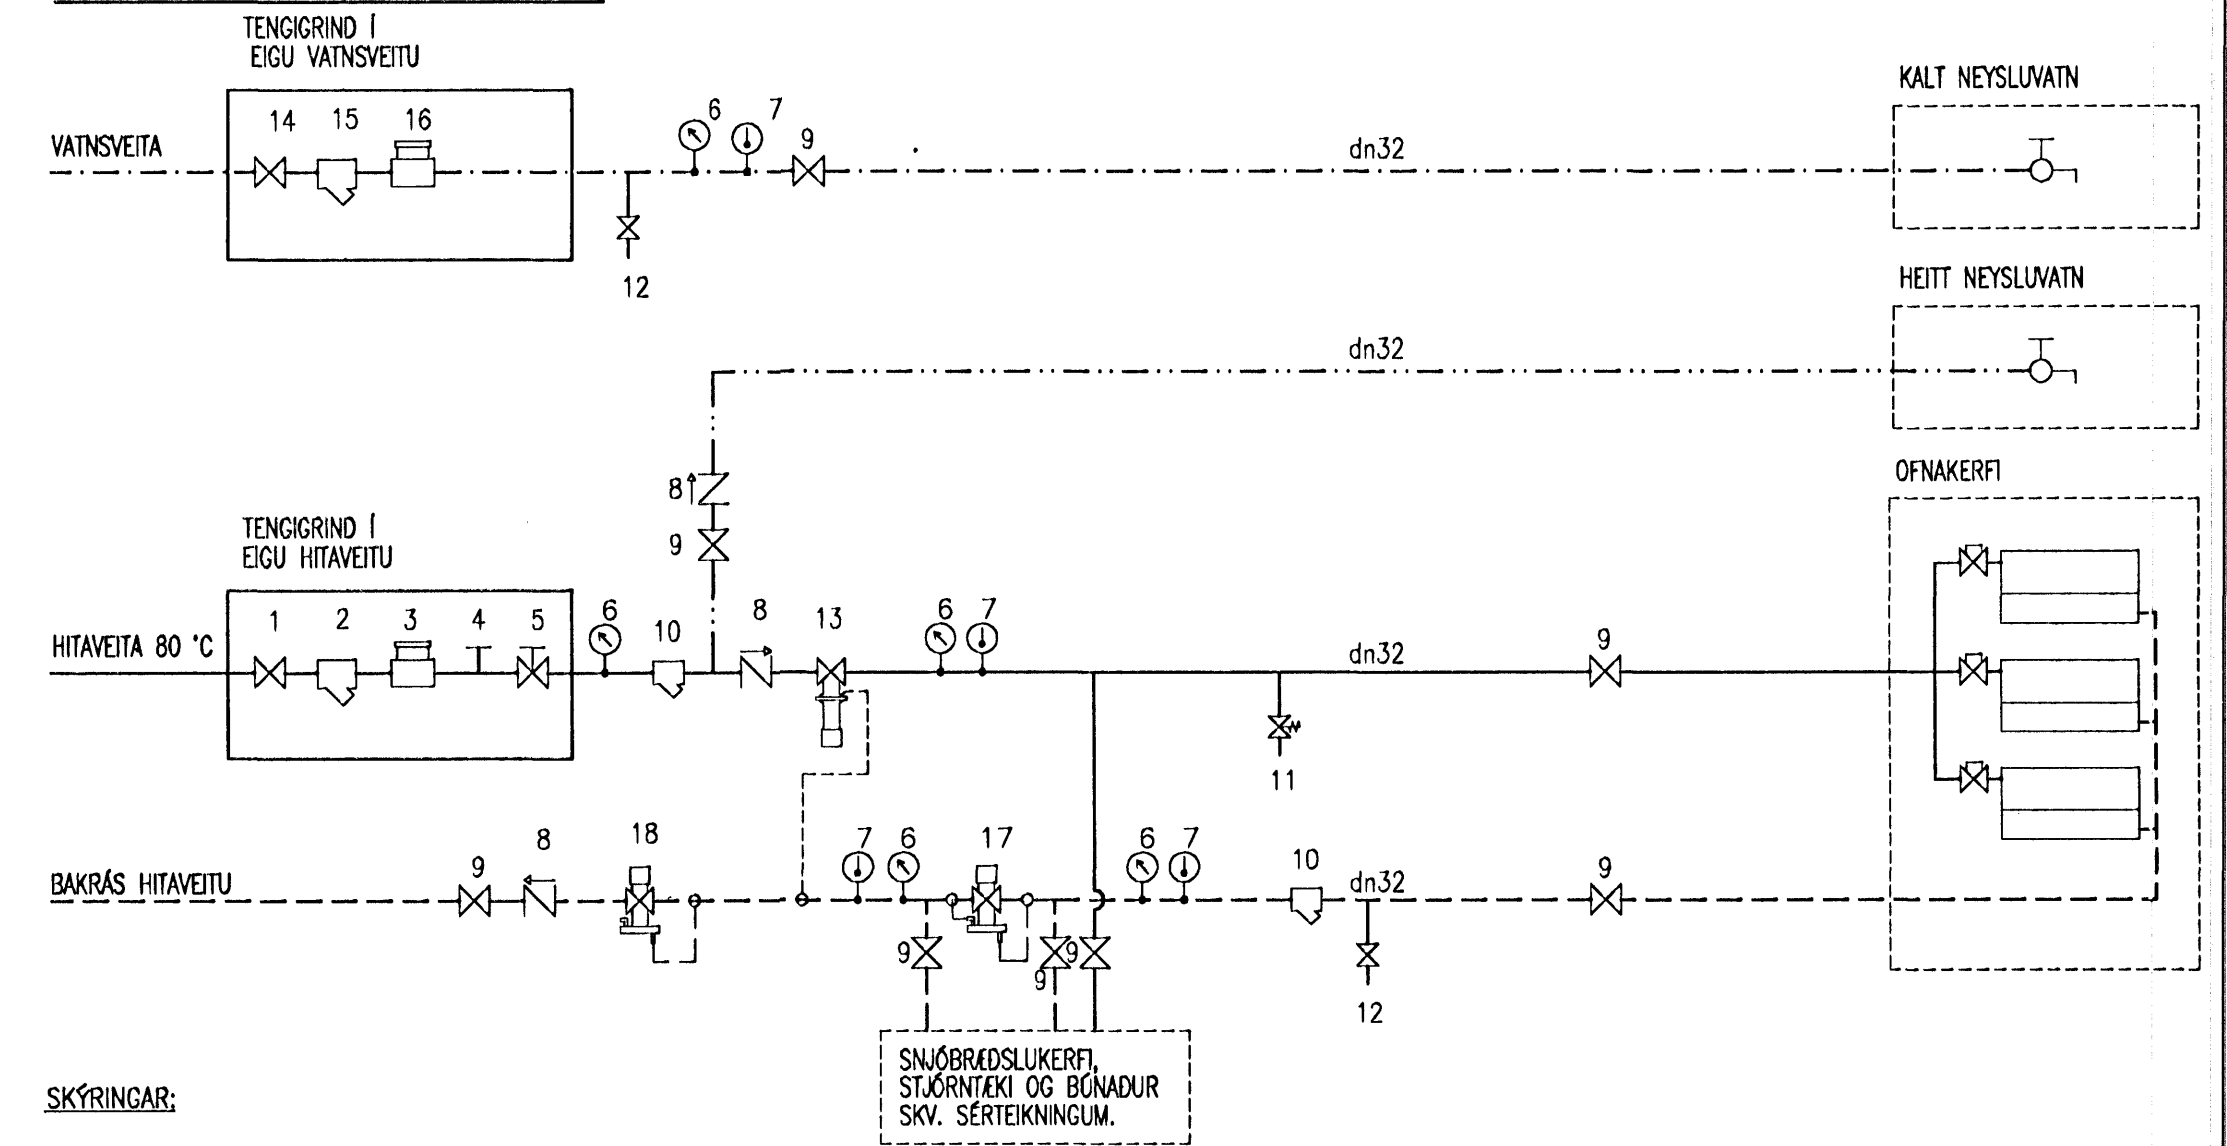 TENGIGRIND Í
EIGU VATNSVEITU
VATNSVEITA
14 15 16
6 7 9
dn32
12
KALT NEYSLUVATN
HEITT NEYSLUVATN
dn32
8
9
OFNAKERFI
TENGIGRIND Í
EIGU HITAVEITU
HITAVEITA 80 °C
1 2 3 4 5
6 10 8 13 6 7
dn32
9
11
BAKRÁS HITAVEITU
9 8 18 7 6 17 6 7 10
dn32
9
9 9 9
12
SNJÓBRÆÐSLUKERFI,
STJÓRNTÆKI OG BÚNAÐUR
SKV. SÉRTEIKNINGUM.
SKÝRINGAR: